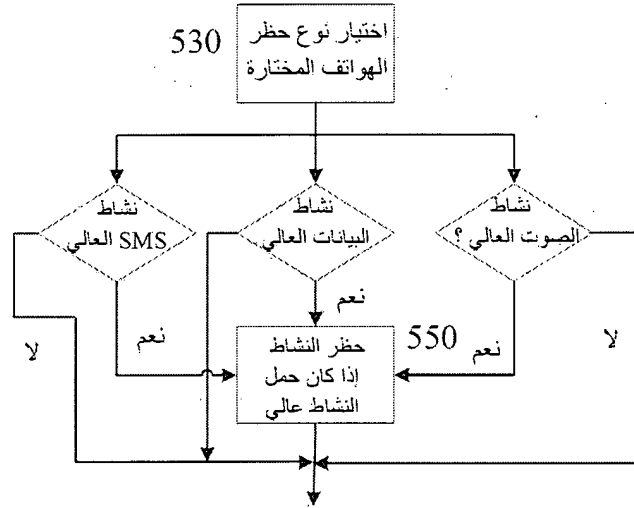 530
اختيار نوع حظر
الهواتف المختارة
نشاط
الصوت العالي ؟
نشاط
البيانات العالي
نشاط
SMS العالي
لا
نعم
نعم
نعم
لا
550
حظر النشاط
إذا كان حمل
النشاط عالي